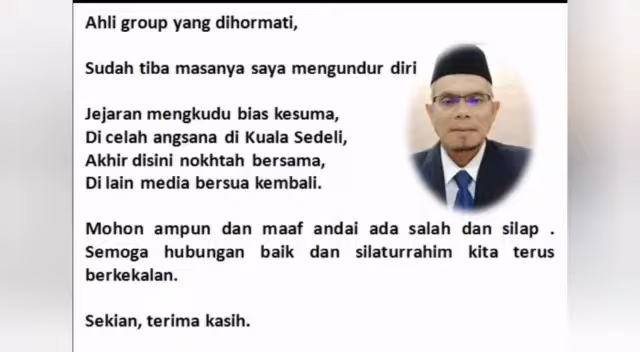 Ahli group yang dihormati,
Sudah tiba masanya saya mengundur diri
Jejaran mengkudu bias kesuma,
Di celah angsana di Kuala Sedeli,
Akhir disini nokhtah bersama,
Di lain media bersua kembali.
Mohon ampun dan maaf andai ada salah dan silap .
Semoga hubungan baik dan silaturrahim kita terus
berkekalan.
Sekian, terima kasih.